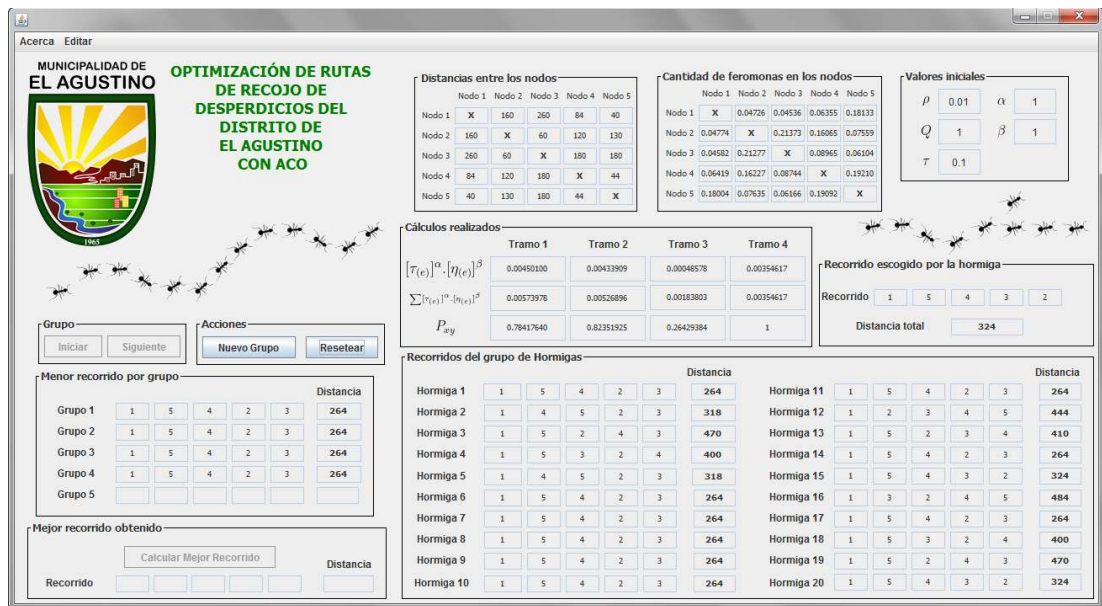 Acerca Editar
MUNICIPALIDAD DE
EL AGUSTINO
1965
OPTIMIZACIÓN DE RUTAS
DE RECOJO DE
DESPERDICIOS DEL
DISTRITO DE
EL AGUSTINO
CON ACO
Distancias entre los nodos
Nodo 1 Nodo 2 Nodo 3 Nodo 4 Nodo 5
Nodo 1 X 160 260 84 40
Nodo 2 160 X 60 120 130
Nodo 3 260 60 X 180 180
Nodo 4 84 120 180 X 44
Nodo 5 40 130 180 44 X
Cantidad de feromonas en los nodos
Nodo 1 Nodo 2 Nodo 3 Nodo 4 Nodo 5
Nodo 1 X 0.04726 0.04536 0.06355 0.18133
Nodo 2 0.04774 X 0.21373 0.16065 0.07559
Nodo 3 0.04582 0.21277 X 0.08965 0.06104
Nodo 4 0.06419 0.16227 0.08744 X 0.19210
Nodo 5 0.18004 0.07635 0.06166 0.19092 X
Valores iniciales
ρ 0.01 α 1
Q 1 β 1
τ 0.1
Cálculos realizados
Tramo 1 Tramo 2 Tramo 3 Tramo 4
[τ(e)]^α.[η(e)]^β 0.00450100 0.00433909 0.00048578 0.00354617
∑[τ(e)]^α.[η(e)]^β 0.00573978 0.00526896 0.00183803 0.00354617
Pxy 0.78417640 0.82351925 0.26429384 1
Recorrido escogido por la hormiga
Recorrido 1 5 4 3 2
Distancia total 324
Grupo
Iniciar Siguiente
Acciones
Nuevo Grupo Resetear
Menor recorrido por grupo
Distancia
Grupo 1 1 5 4 2 3 264
Grupo 2 1 5 4 2 3 264
Grupo 3 1 5 4 2 3 264
Grupo 4 1 5 4 2 3 264
Grupo 5
Mejor recorrido obtenido
Calcular Mejor Recorrido
Distancia
Recorrido
Recorridos del grupo de Hormigas
Distancia Distancia
Hormiga 1 1 5 4 2 3 264 Hormiga 11 1 5 4 2 3 264
Hormiga 2 1 4 5 2 3 318 Hormiga 12 1 2 3 4 5 444
Hormiga 3 1 5 2 4 3 470 Hormiga 13 1 5 2 3 4 410
Hormiga 4 1 5 3 2 4 400 Hormiga 14 1 5 4 2 3 264
Hormiga 5 1 4 5 2 3 318 Hormiga 15 1 5 4 3 2 324
Hormiga 6 1 5 4 2 3 264 Hormiga 16 1 3 2 4 5 484
Hormiga 7 1 5 4 2 3 264 Hormiga 17 1 5 4 2 3 264
Hormiga 8 1 5 4 2 3 264 Hormiga 18 1 5 3 2 4 400
Hormiga 9 1 5 4 2 3 264 Hormiga 19 1 5 2 4 3 470
Hormiga 10 1 5 4 2 3 264 Hormiga 20 1 5 4 3 2 324